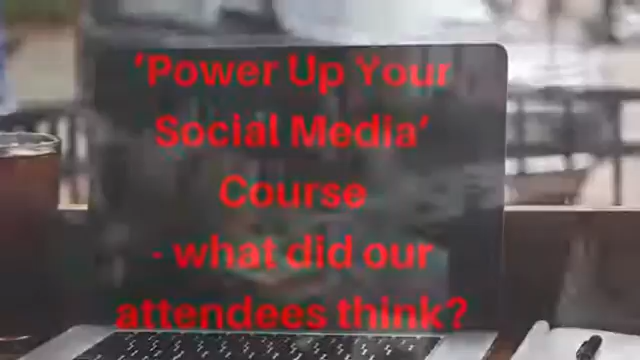 ‘Power Up Your
Social Media’
Course
- what did our
attendees think?